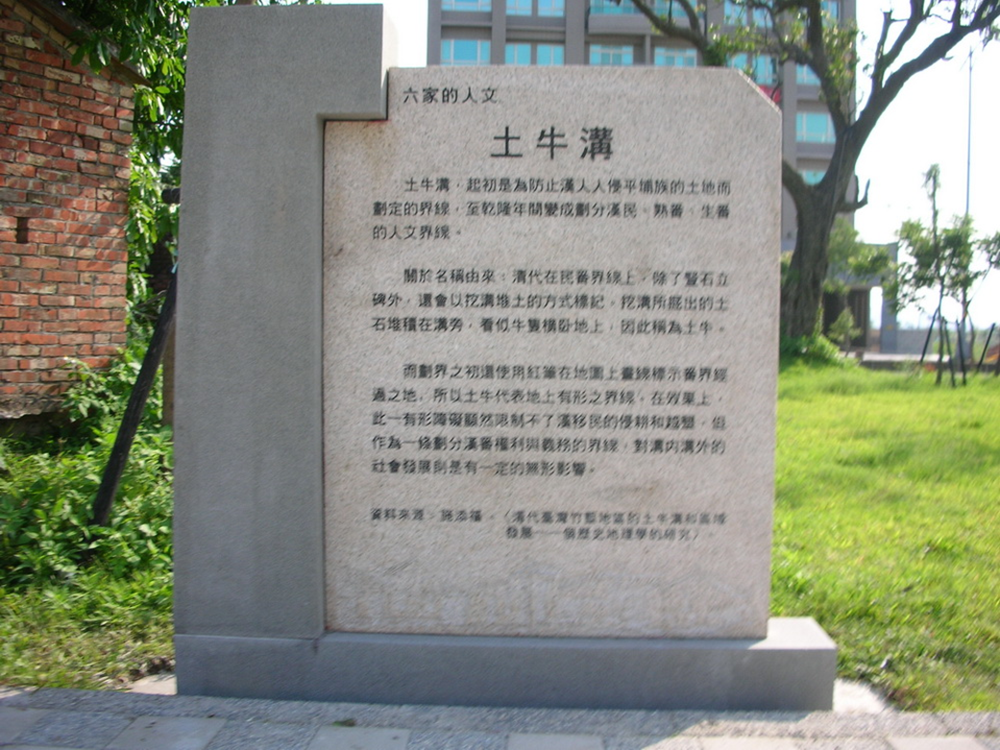 六家的人文
土牛溝
土牛溝，起初是為防止漢人入侵平埔族的土地而
劃定的界線，至乾隆年間變成劃分漢民、熟番、生番
的人文界線。
關於名稱由來：清代在民番界線上，除了豎石立
碑外，還會以挖溝堆土的方式標記。挖溝所掘出的土
石堆積在溝旁，看似牛隻橫臥地上，因此稱為土牛。
而劃界之初還使用紅筆在地圖上畫線標示番界經
過之地，所以土牛代表地上有形之界線。在效果上，
此一有形障礙顯然限制不了漢移民的侵耕和越墾，但
作為一條劃分漢番權利與義務的界線，對溝內溝外的
社會發展則是有一定的無形影響。
資料來源：施添福。〈清代臺灣竹塹地區的土牛溝和區域
發展——一個歷史地理學的研究〉